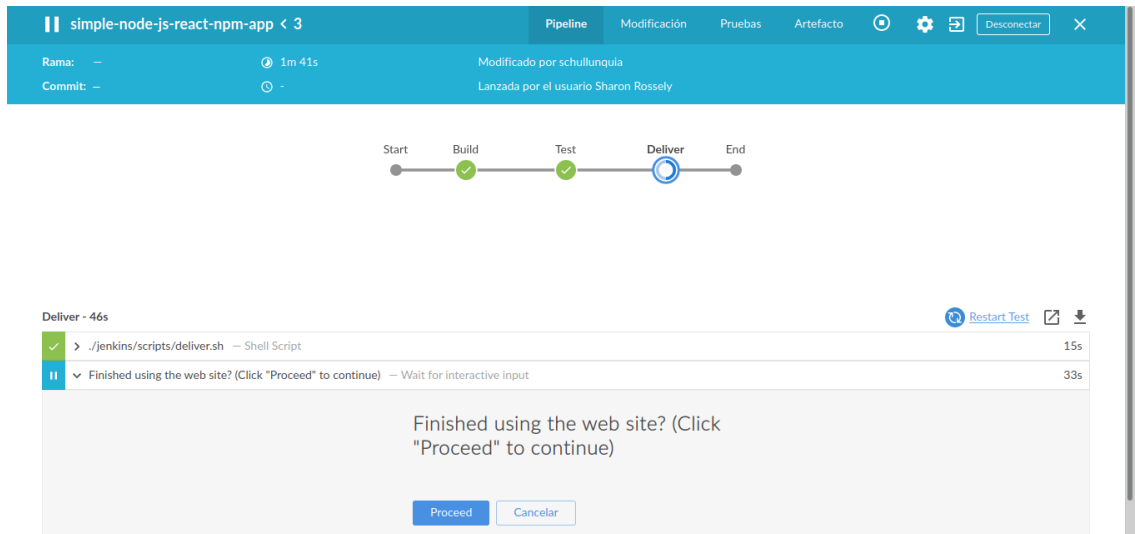 simple-node-js-react-npm-app < 3 Pipeline Modificación Pruebas Artefacto Desconectar
Rama: — 1m 41s Modificado por schullunquia
Commit: — - Lanzada por el usuario Sharon Rossely
Start Build Test Deliver End
Deliver - 46s Restart Test
./jenkins/scripts/deliver.sh — Shell Script 15s
Finished using the web site? (Click "Proceed" to continue) — Wait for interactive input 33s
Finished using the web site? (Click
"Proceed" to continue)
Proceed Cancelar